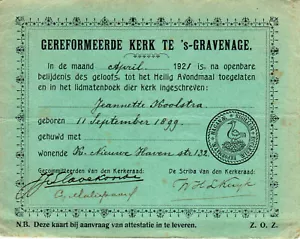 GEREFORMEERDE KERK TE 's-GRAVENAGE.
In de maand April 1921 is, na openbare
belijdenis des geloofs, tot het Heilig Avondmaal toegelaten
en in het lidmatenboek dier kerk ingeschreven:
Jeannette Hoolstra
geboren 11 September 1899
gehuwd met
wonende Nieuwe Haven str 132
Gecommitteerden van den Kerkeraad:
De Scriba van den Kerkeraad:
N.B. Deze kaart bij aanvraag van attestatie in te leveren.
Z. O. Z.